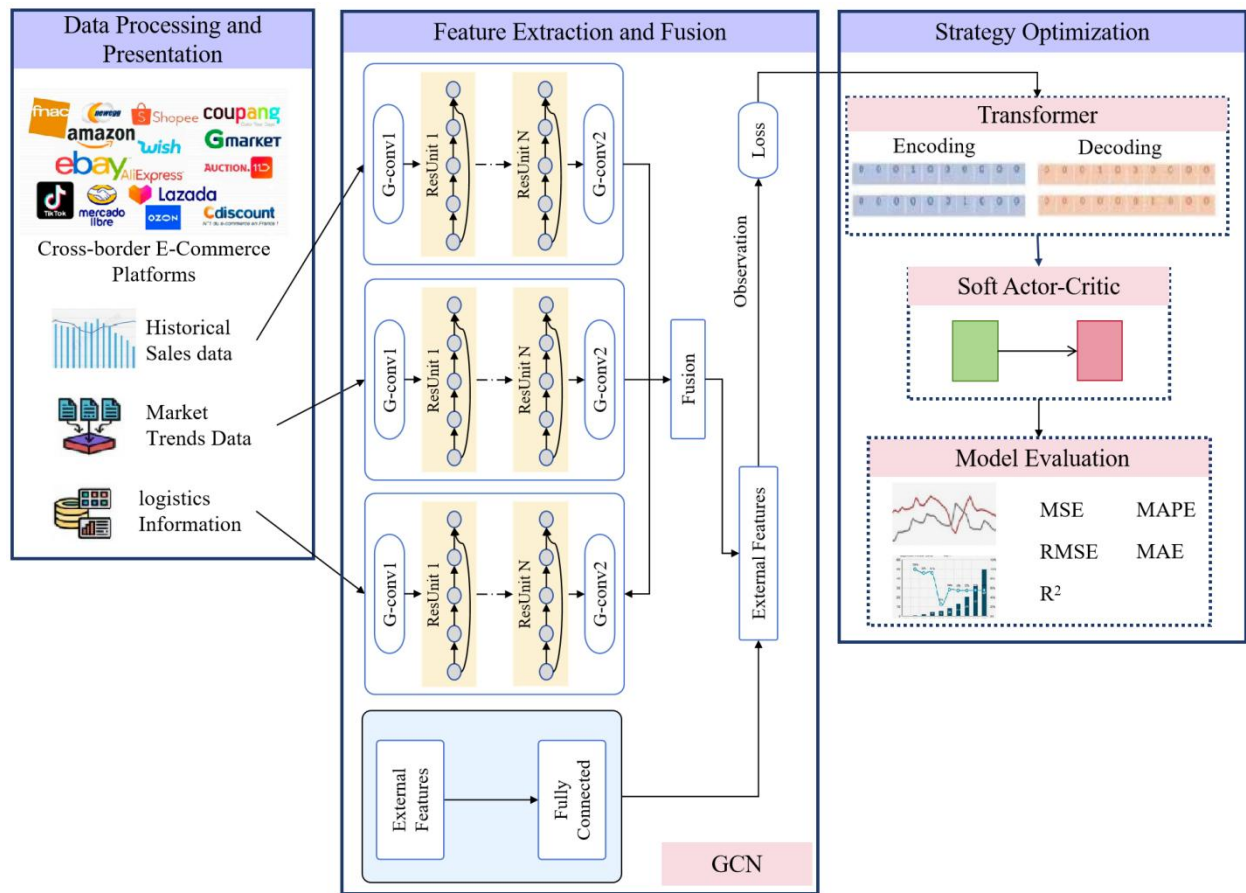 Data Processing and
Presentation
fnac
newegg
Shopee
coupang
amazon
wish
Gmarket
ebay
AliExpress
AUCTION.
TikTok
mercado
libre
Lazada
OZON
Cdiscount
Cross-border E-Commerce
Platforms
Historical
Sales data
Market
Trends Data
logistics
Information
Feature Extraction and Fusion
G-conv1
ResUnit 1
ResUnit N
G-conv2
G-conv1
ResUnit 1
ResUnit N
G-conv2
G-conv1
ResUnit 1
ResUnit N
G-conv2
Fusion
External
Features
Fully
Connected
External Features
Observation
Loss
GCN
Strategy Optimization
Transformer
Encoding
Decoding
Soft Actor-Critic
Model Evaluation
MSE MAPE
RMSE MAE
R²